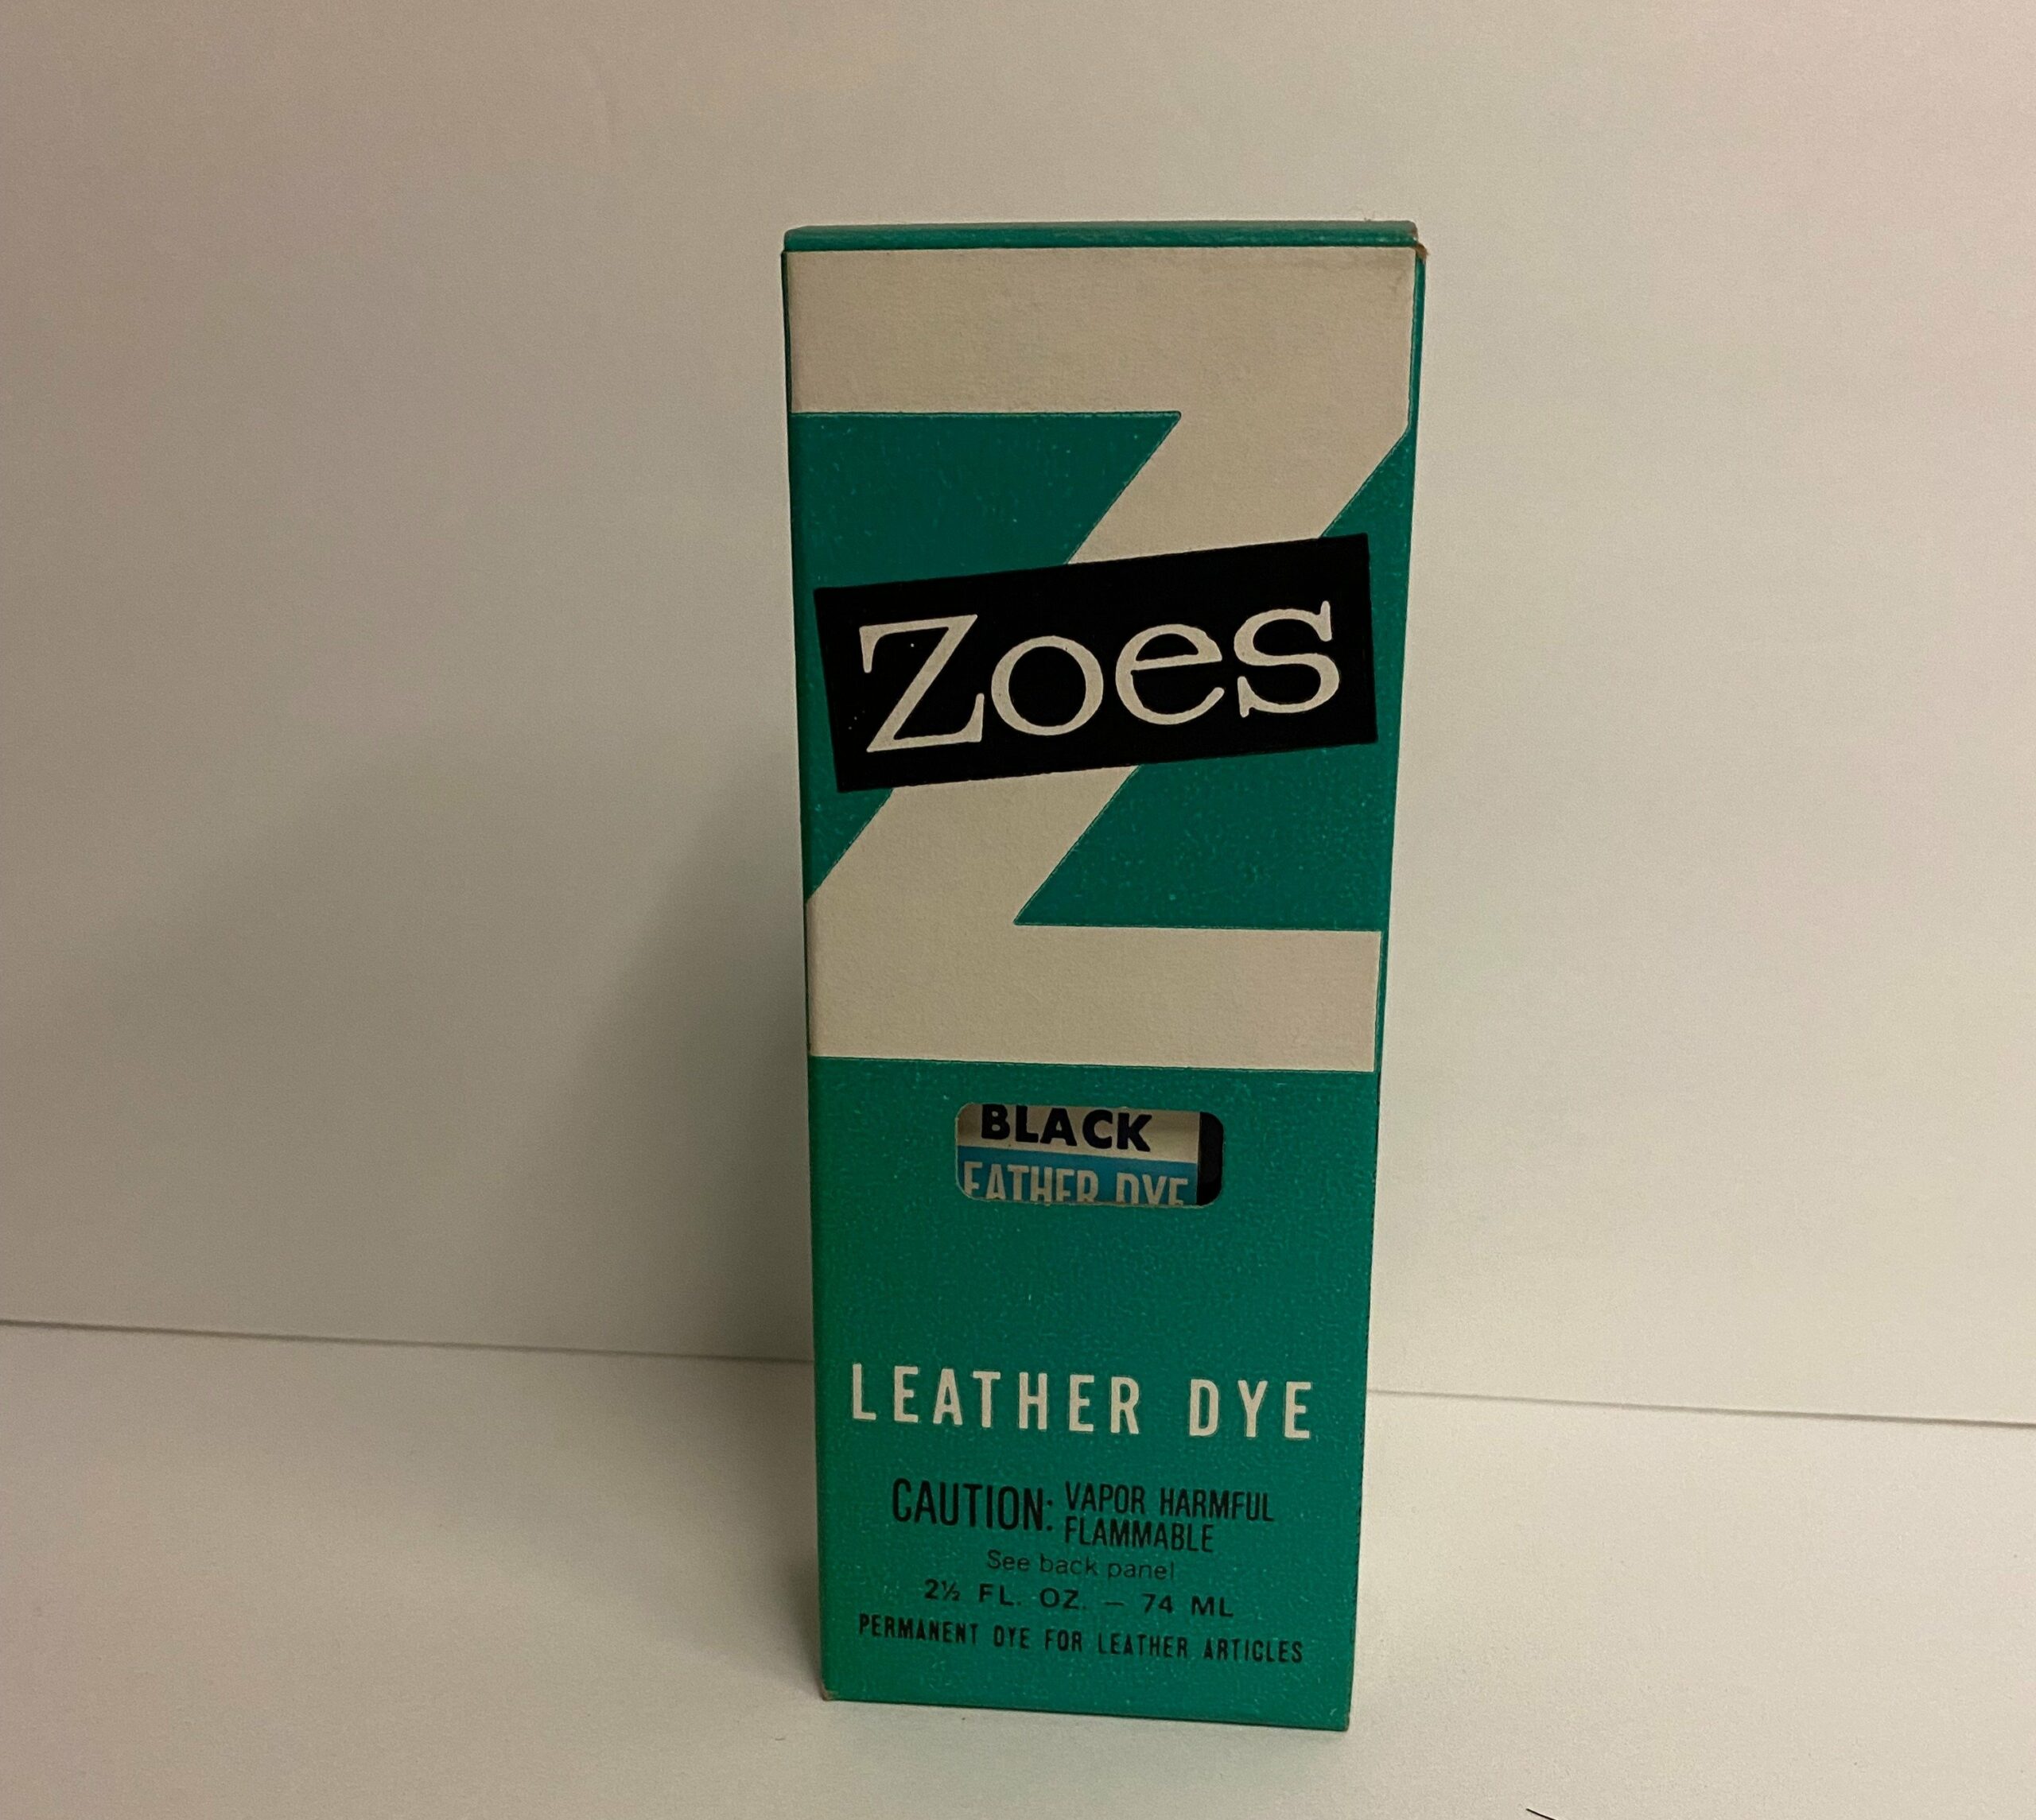 Zoes
BLACK
EATHER DYE
LEATHER DYE
CAUTION: VAPOR HARMFUL
FLAMMABLE
See back panel
2½ FL. OZ. – 74 ML
PERMANENT DYE FOR LEATHER ARTICLES